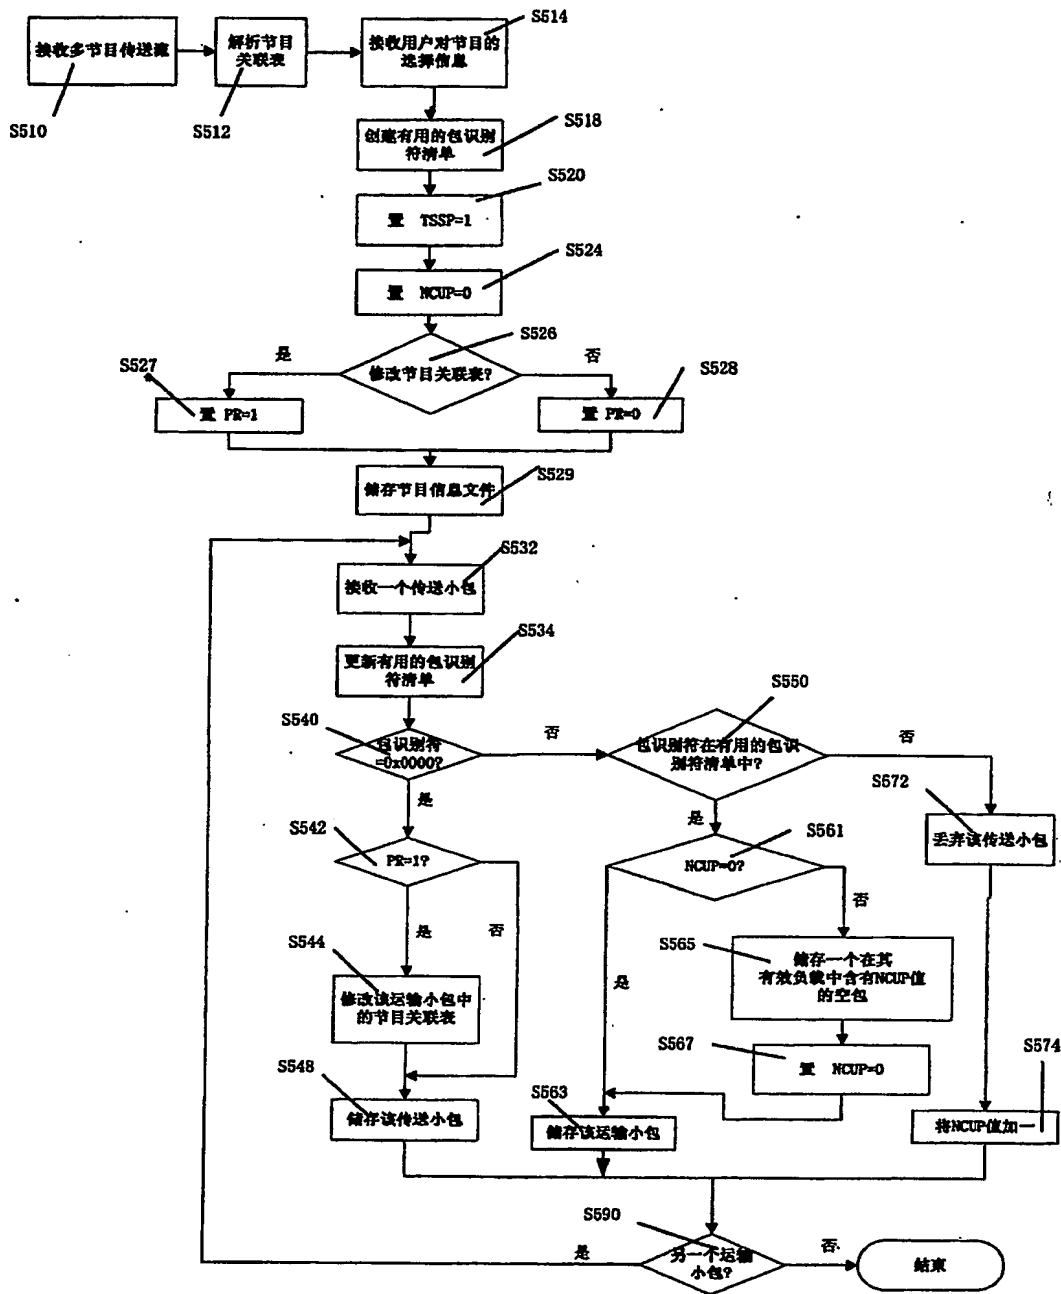 接收多节目传送流
解析节目
关联表
接收用户对节目的
选择信息
S514
S510
S512
创建有用的包识别
符清单
S518
S520
置 TSSP=1
S524
置 NCUP=0
S526
修改节目关联表?
是
否
S527
S528
置 PR=1
置 PR=0
储存节目信息文件
S529
S532
接收一个传送小包
S534
更新有用的包识别
符清单
S540
包识别符
=0x0000?
否
是
S550
包识别符在有用的包识
别符清单中?
否
是
S572
丢弃该传送小包
S542
PR=1?
是
否
S561
NCUP=0?
否
是
S544
修改该运输小包中
的节目关联表
S565
储存一个在其
有效负载中含有NCUP值
的空包
S567
置 NCUP=0
S574
将NCUP值加一
S548
储存该传送小包
S563
储存该运输小包
S590
另一个运输
小包?
是
否
结束